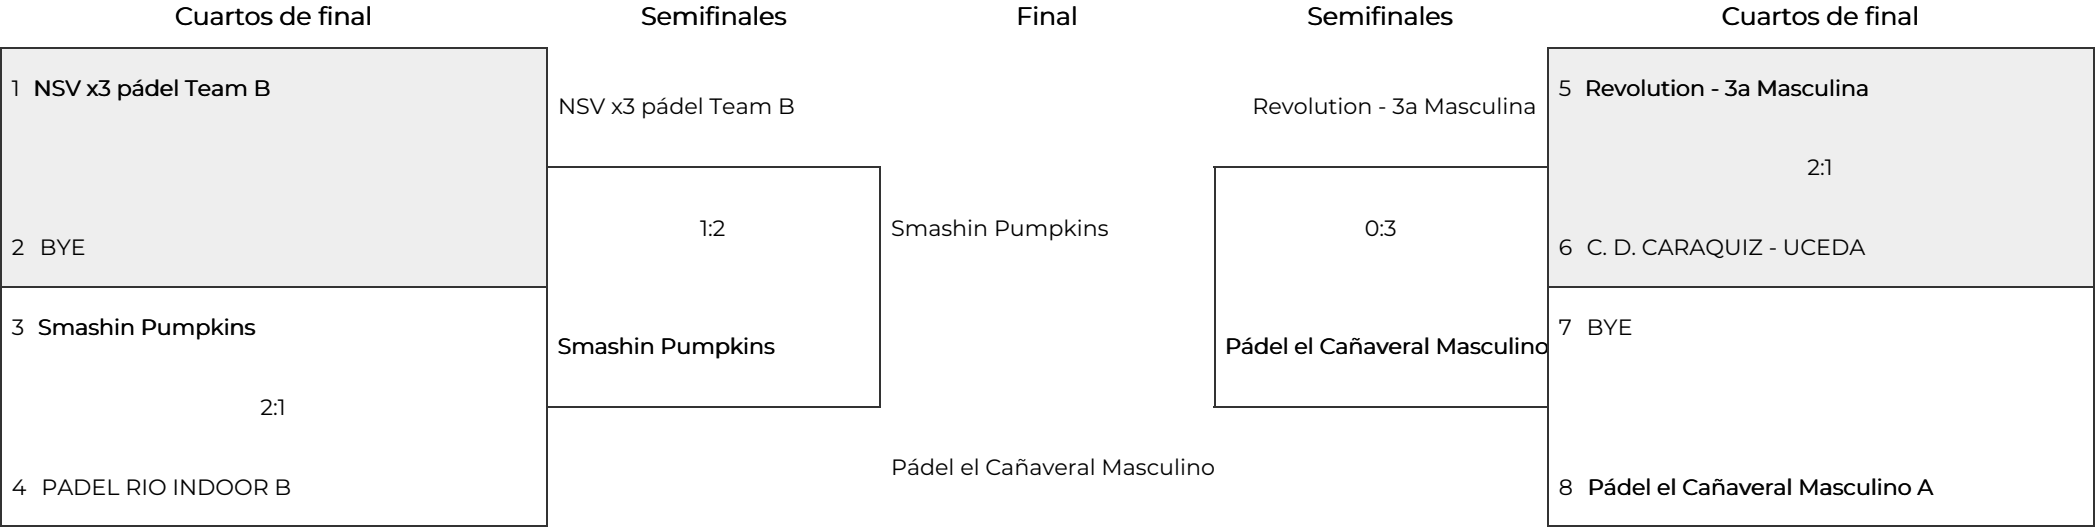 Cuartos de final
Semifinales
Final
Semifinales
Cuartos de final
1 NSV x3 pádel Team B
2 BYE
3 Smashin Pumpkins
2:1
4 PADEL RIO INDOOR B
NSV x3 pádel Team B
1:2
Smashin Pumpkins
Smashin Pumpkins
Pádel el Cañaveral Masculino
Revolution - 3a Masculina
0:3
Pádel el Cañaveral Masculino
5 Revolution - 3a Masculina
2:1
6 C. D. CARAQUIZ - UCEDA
7 BYE
8 Pádel el Cañaveral Masculino A